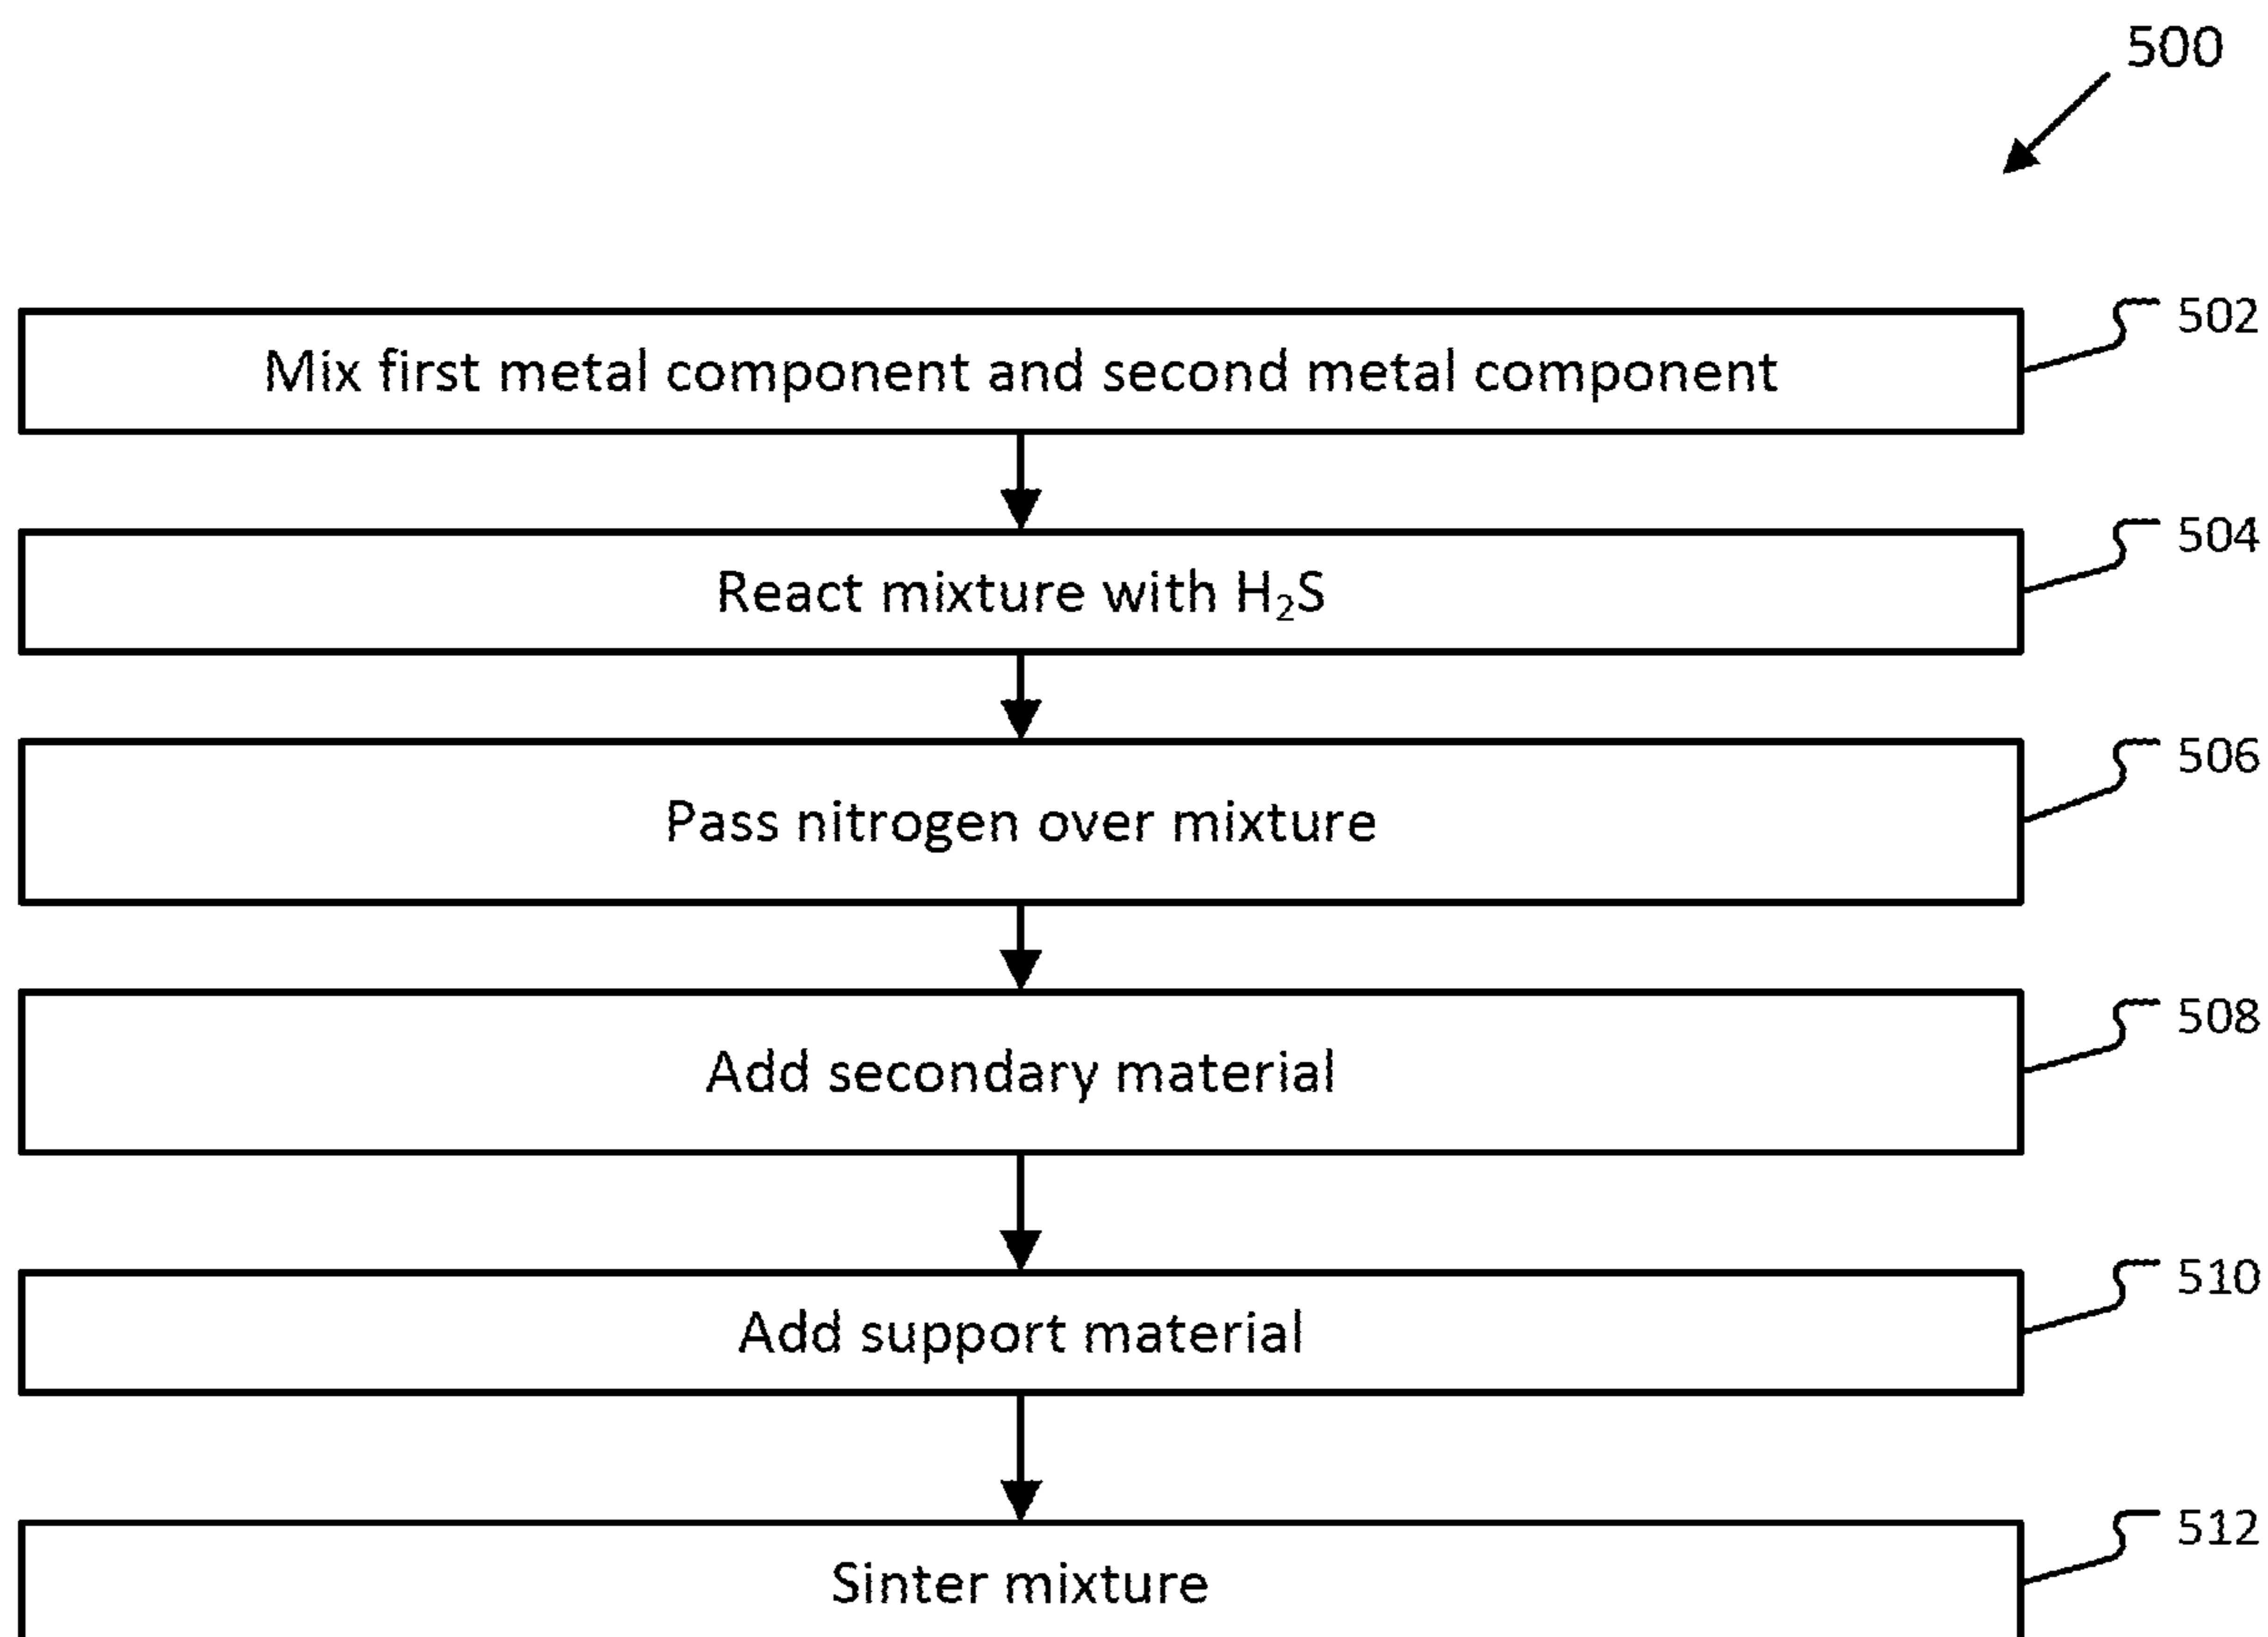 500
Mix first metal component and second metal component
502
React mixture with H₂S
504
Pass nitrogen over mixture
506
Add secondary material
508
Add support material
510
Sinter mixture
512